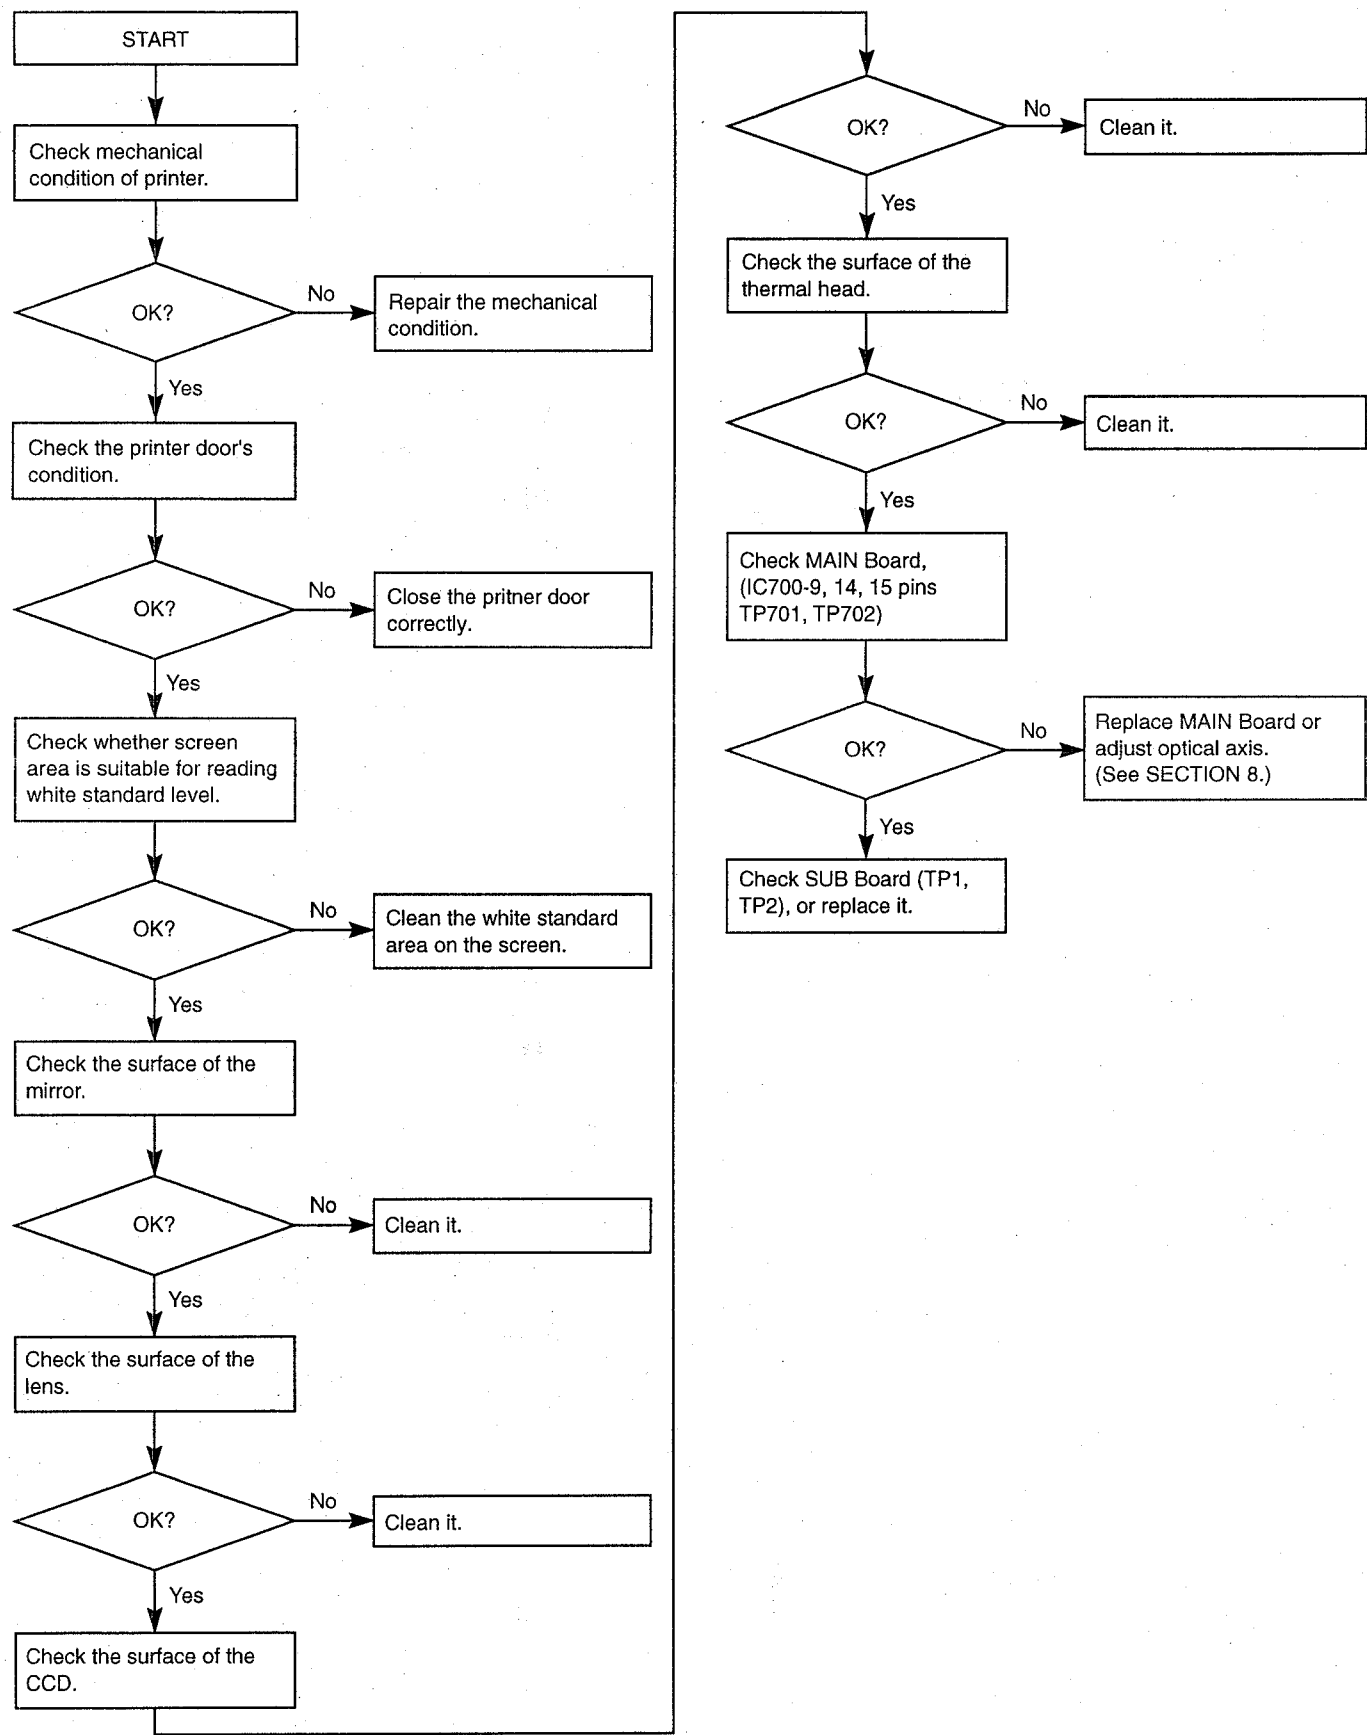 START
Check mechanical
condition of printer.
OK?
No
Repair the mechanical
condition.
Yes
Check the printer door's
condition.
OK?
No
Close the pritner door
correctly.
Yes
Check whether screen
area is suitable for reading
white standard level.
OK?
No
Clean the white standard
area on the screen.
Yes
Check the surface of the
mirror.
OK?
No
Clean it.
Yes
Check the surface of the
lens.
OK?
No
Clean it.
Yes
Check the surface of the
CCD.
OK?
No
Clean it.
Yes
Check the surface of the
thermal head.
OK?
No
Clean it.
Yes
Check MAIN Board,
(IC700-9, 14, 15 pins
TP701, TP702)
OK?
No
Replace MAIN Board or
adjust optical axis.
(See SECTION 8.)
Yes
Check SUB Board (TP1,
TP2), or replace it.